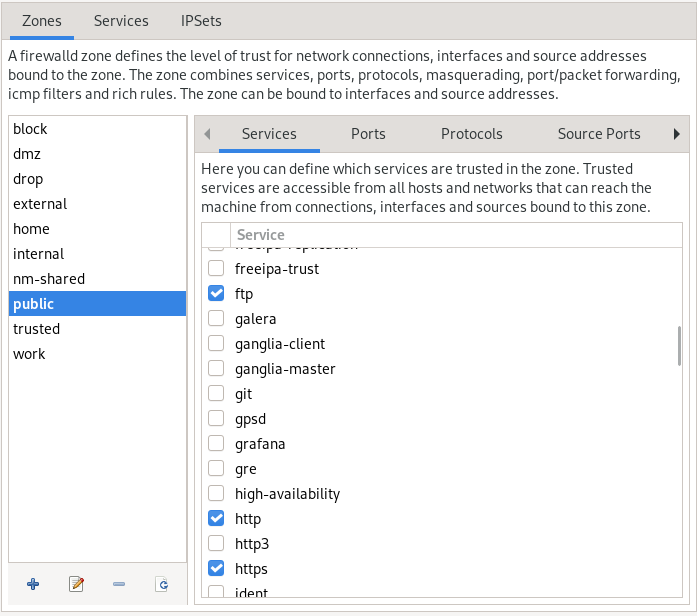 Zones Services IPSets
A firewalld zone defines the level of trust for network connections, interfaces and source addresses
bound to the zone. The zone combines services, ports, protocols, masquerading, port/packet forwarding,
icmp filters and rich rules. The zone can be bound to interfaces and source addresses.
block
dmz
drop
external
home
internal
nm-shared
public
trusted
work
Services Ports Protocols Source Ports
Here you can define which services are trusted in the zone. Trusted
services are accessible from all hosts and networks that can reach the
machine from connections, interfaces and sources bound to this zone.
Service
freeipa-replication
freeipa-trust
ftp
galera
ganglia-client
ganglia-master
git
gpsd
grafana
gre
high-availability
http
http3
https
ident